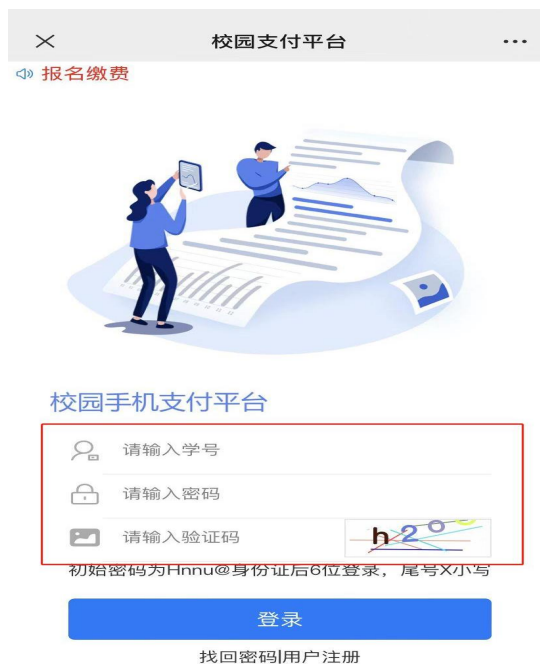 校园支付平台
报名缴费
校园手机支付平台
请输入学号
请输入密码
请输入验证码
初始密码为Hnnu@身份证后6位登录，尾号X小写
登录
找回密码|用户注册